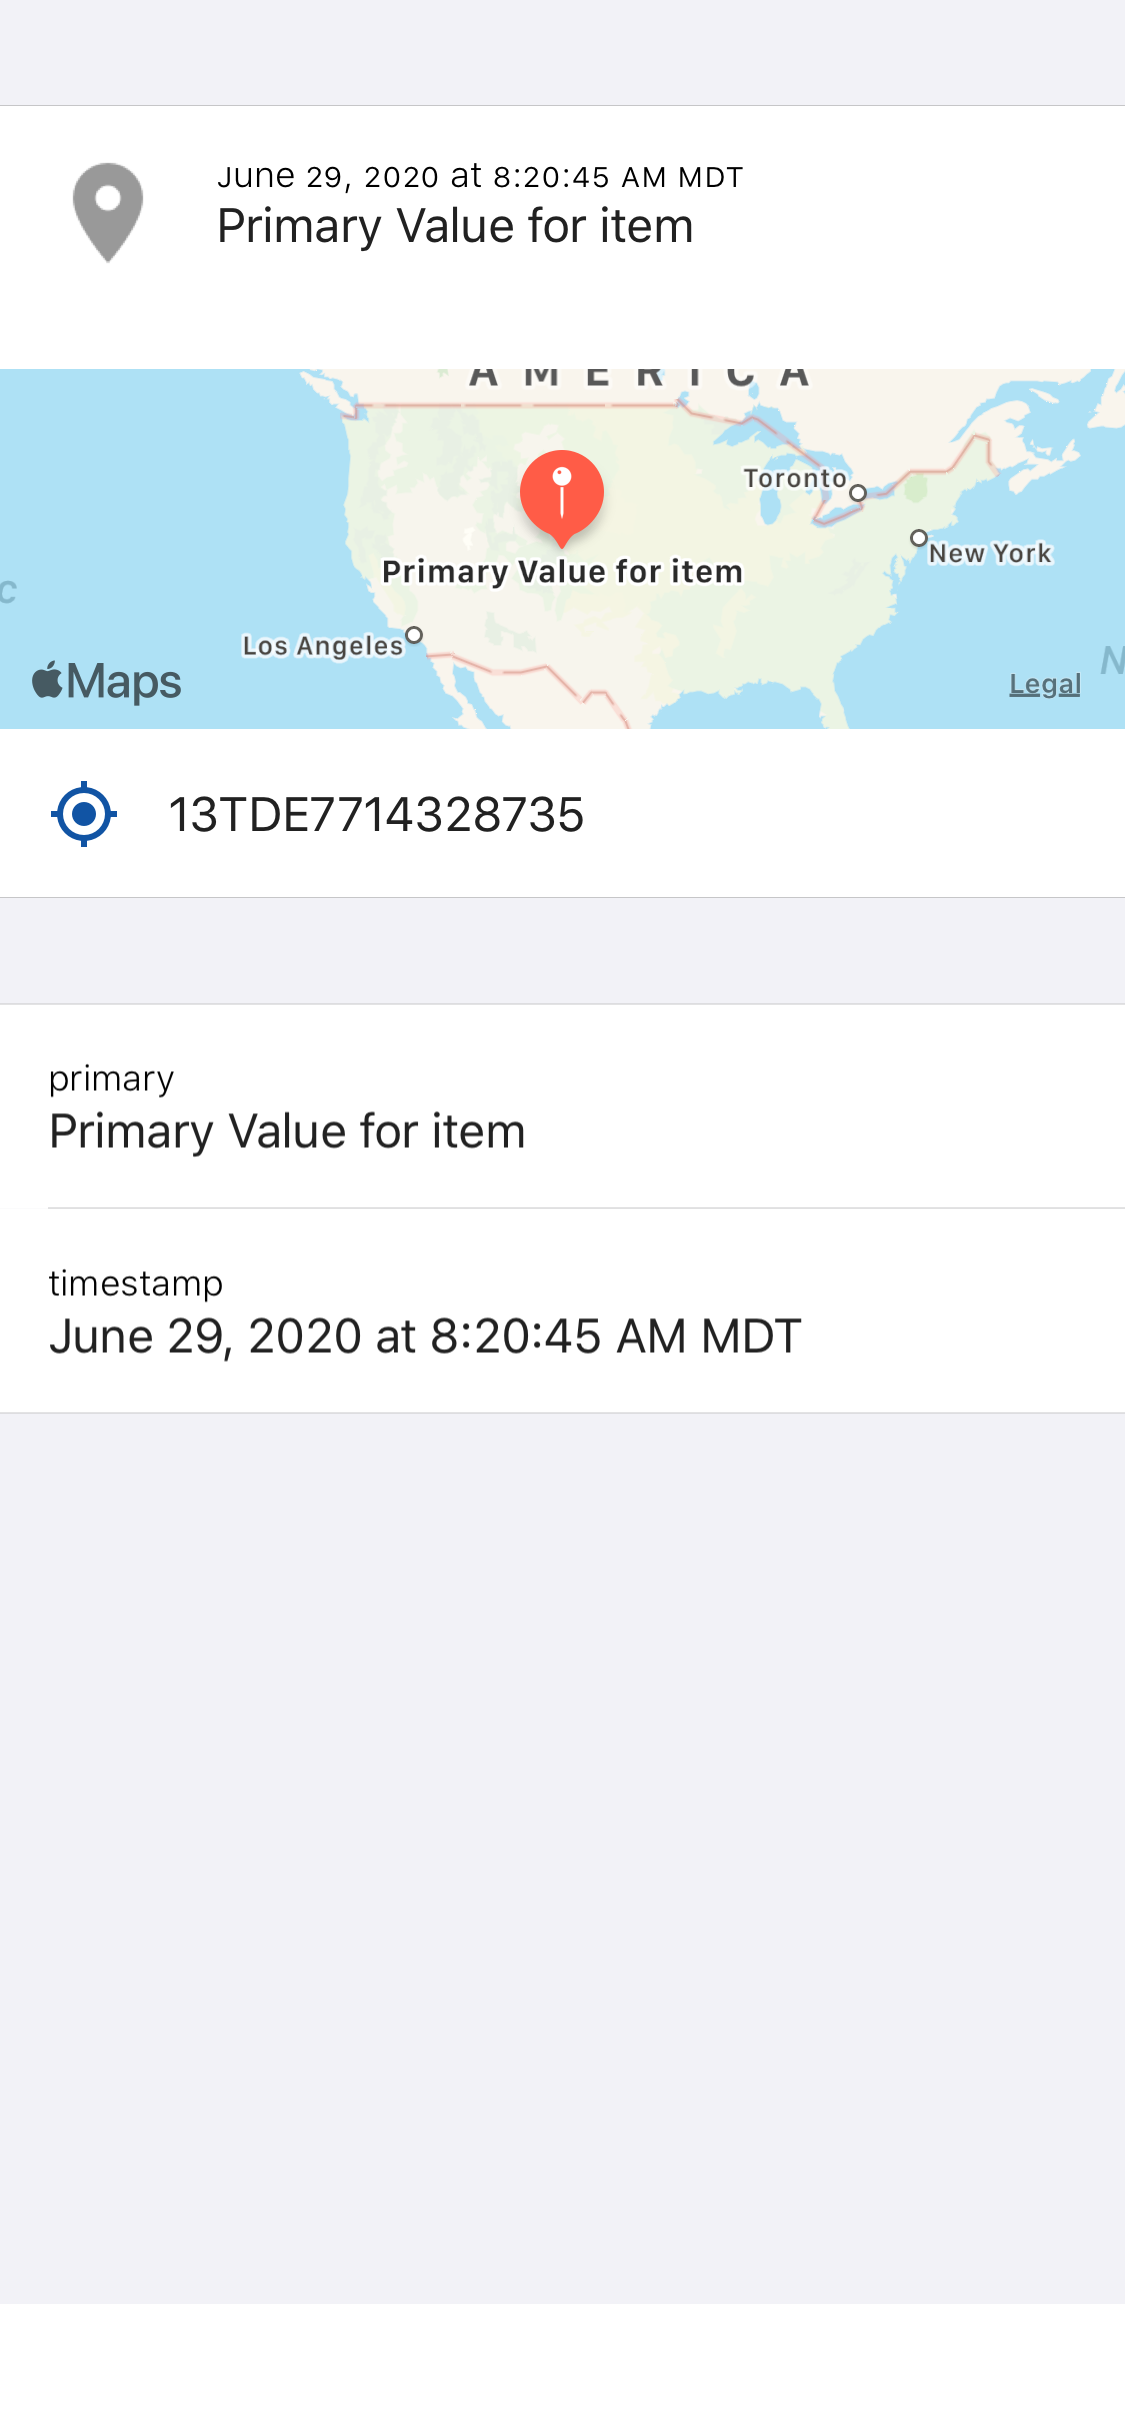 June 29, 2020 at 8:20:45 AM MDT
Primary Value for item
A M E R I C A
Toronto
New York
Primary Value for item
C
Los Angeles
Maps
Legal
N
13TDE7714328735
primary
Primary Value for item
timestamp
June 29, 2020 at 8:20:45 AM MDT